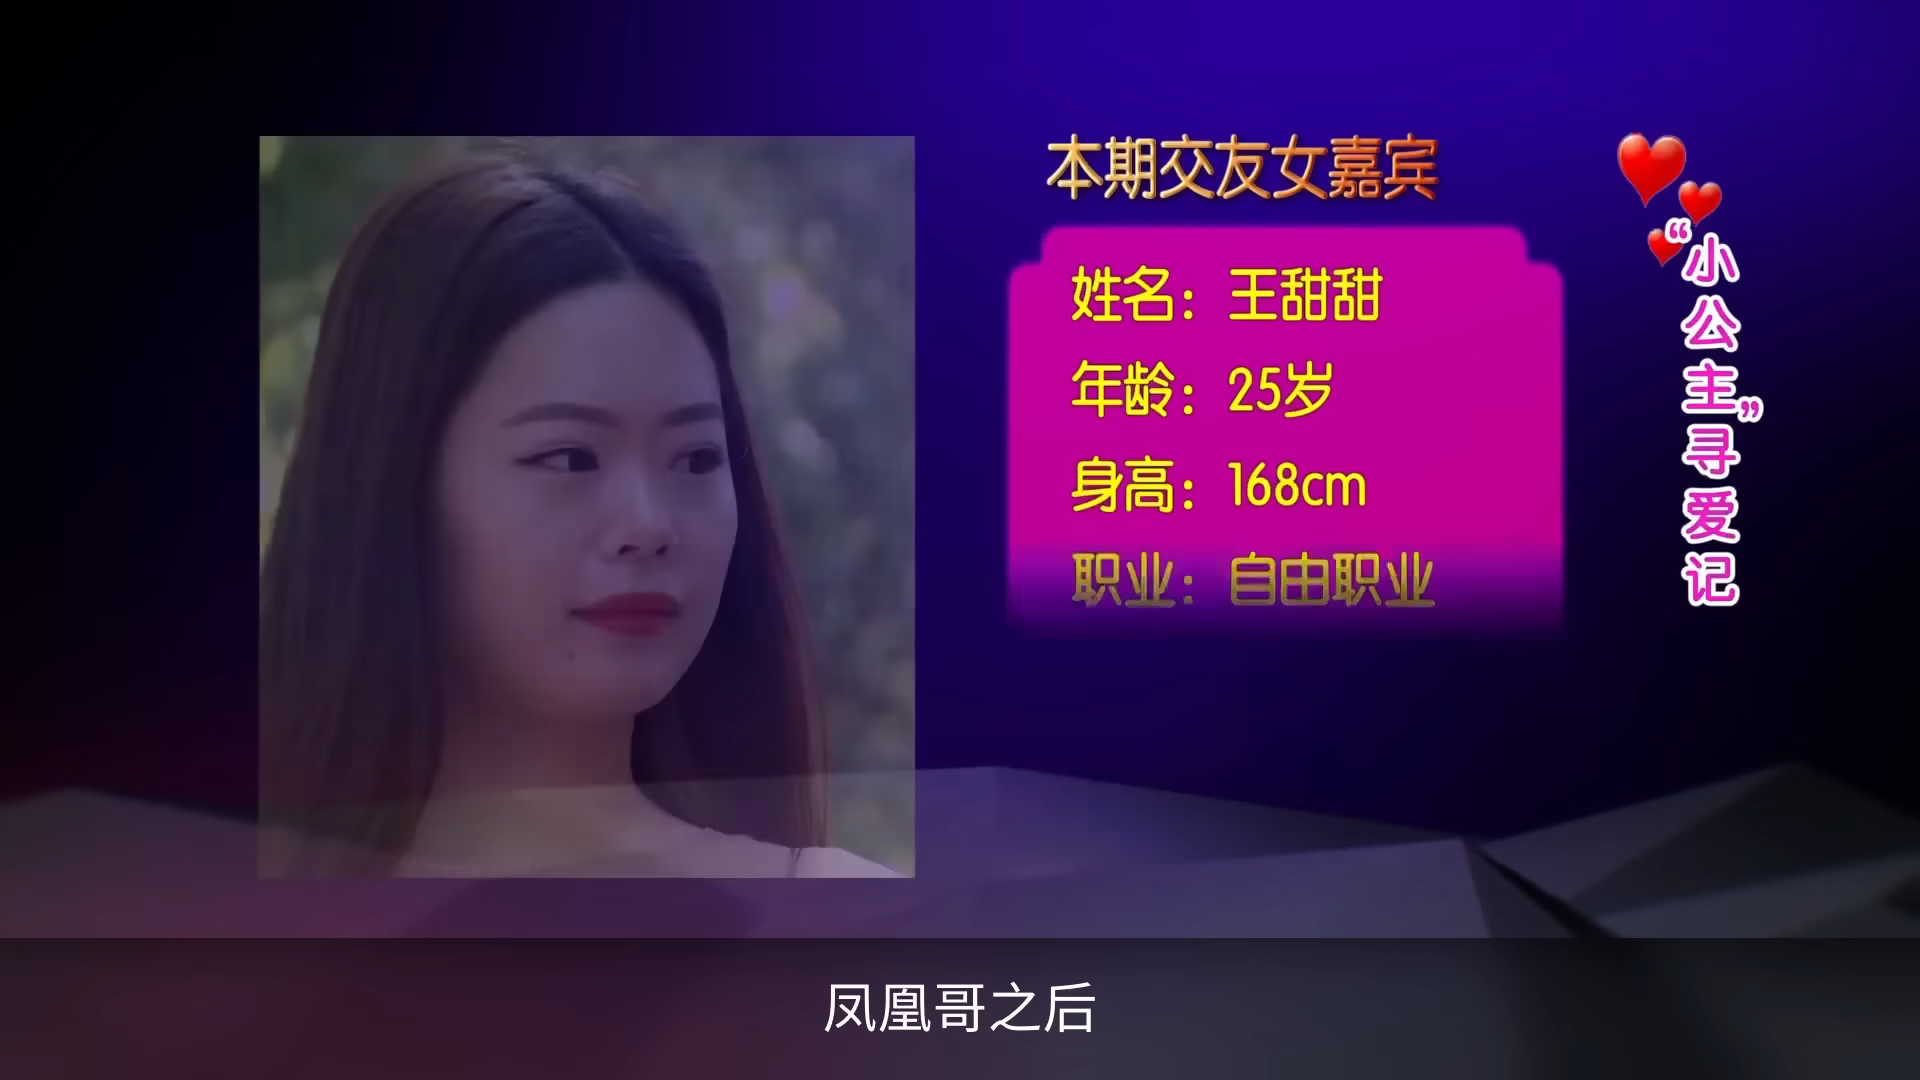 本期交友女嘉宾
姓名：王甜甜
年龄：25岁
身高：168cm
职业：自由职业
“小公主”寻爱记
凤凰哥之后